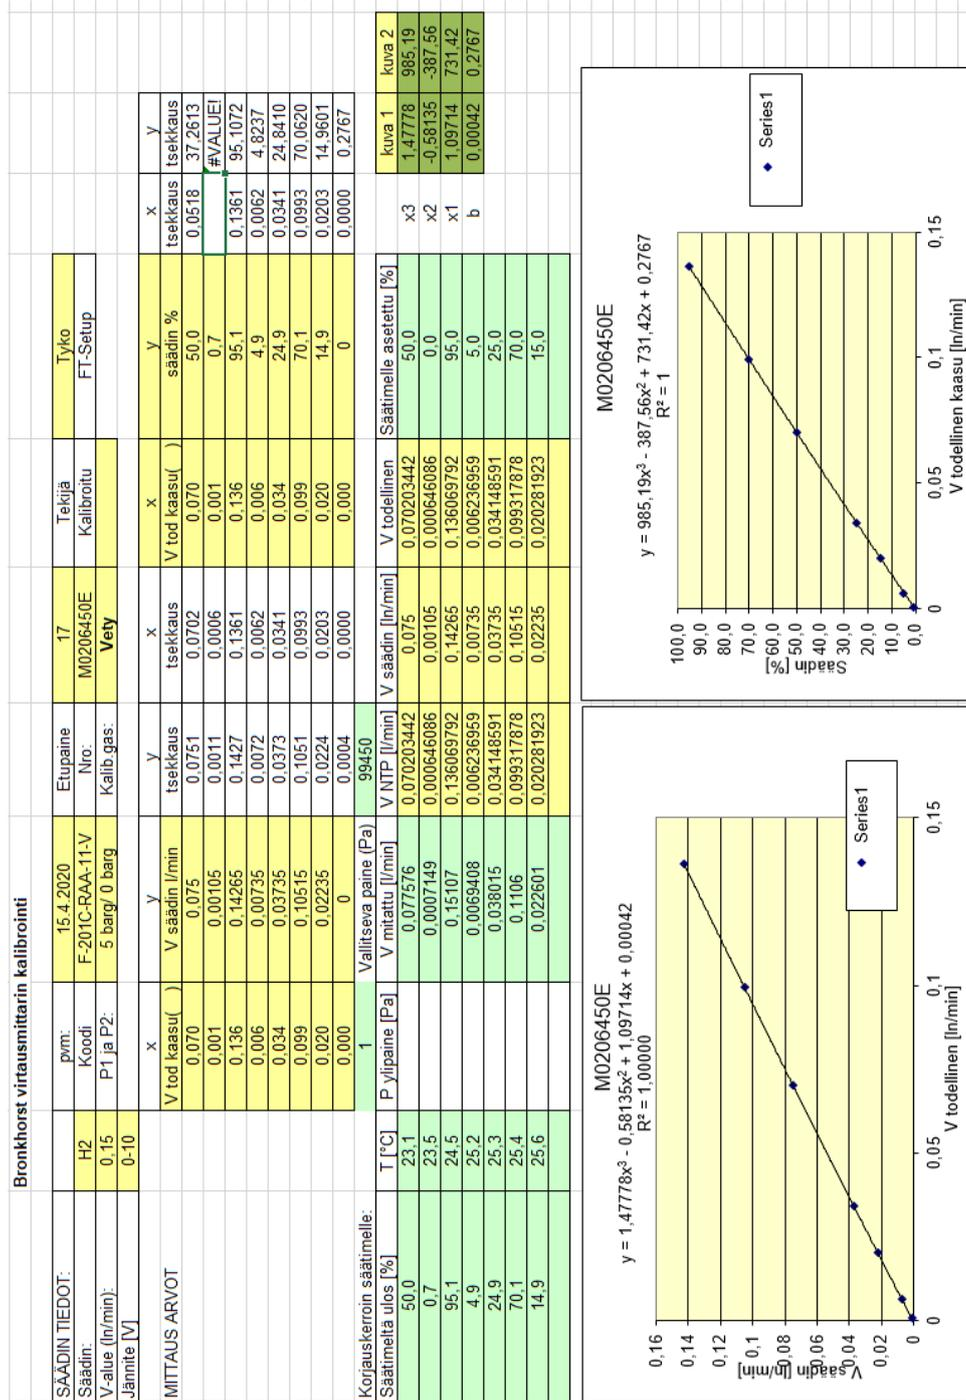 Bronkhorst virtausmittarin kalibrointi
SÄÄDIN TIEDOT: pvm: 15.4.2020 Etupaine 17 Tekijä Tyko
Säädin: H2 Koodi F-201C-RAA-11-V Nro: M0206450E Kalibroitu FT-Setup
V-value (ln/min): 0,15 P1 ja P2: 5 barg/ 0 barg Kalib.gas: Vety
Jännite [V] 0-10
MITTAUS ARVOT x y y x x y x y
V tod kaasu( ) V säädin l/min tsekkaus tsekkaus V tod kaasu( ) säädin % tsekkaus tsekkaus
0,070 0,075 0,0751 0,0702 0,070 50,0 0,0518 37,2613
0,001 0,00105 0,0011 0,0006 0,001 0,7 #VALUE!
0,136 0,14265 0,1427 0,1361 0,136 95,1 0,1361 95,1072
0,006 0,00735 0,0072 0,0062 0,006 4,9 0,0062 4,8237
0,034 0,03735 0,0373 0,0341 0,034 24,9 0,0341 24,8410
0,099 0,10515 0,1051 0,0993 0,099 70,1 0,0993 70,0620
0,020 0,02235 0,0224 0,0203 0,020 14,9 0,0203 14,9601
0,000 0 0,0004 0,0000 0,000 0 0,0000 0,2767
Korjauskerroin säätimelle: 1 Vallitseva paine (Pa) 99450
Säätimeltä ulos [%] T [°C] P ylipaine [Pa] V mitattu [l/min] V NTP [l/min] V säädin [ln/min] V todellinen Säätimelle asetettu [%] kuva 1 kuva 2
50,0 23,1 0,077576 0,070203442 0,075 0,070203442 50,0 x3 1,47778 985,19
0,7 23,5 0,0007149 0,000646086 0,00105 0,000646086 0,0 x2 -0,58135 -387,56
95,1 24,5 0,15107 0,136069792 0,14265 0,136069792 95,0 x1 1,09714 731,42
4,9 25,2 0,0069408 0,006236959 0,00735 0,006236959 5,0 b 0,00042 0,2767
24,9 25,3 0,038015 0,034148591 0,03735 0,034148591 25,0
70,1 25,4 0,1106 0,099317878 0,10515 0,099317878 70,0
14,9 25,6 0,022601 0,020281923 0,02235 0,020281923 15,0
M0206450E
y = 1,47778x³ - 0,58135x² + 1,09714x + 0,00042
R² = 1,00000
0,16
0,14
0,12
0,1
0,08
0,06
0,04
0,02
0
V säädin [ln/min]
0 0,05 0,1 0,15
V todellinen [ln/min]
Series1
M0206450E
y = 985,19x³ - 387,56x² + 731,42x + 0,2767
R² = 1
100,0
90,0
80,0
70,0
60,0
50,0
40,0
30,0
20,0
10,0
0,0
Säädin [%]
0 0,05 0,1 0,15
V todellinen kaasu [ln/min]
Series1